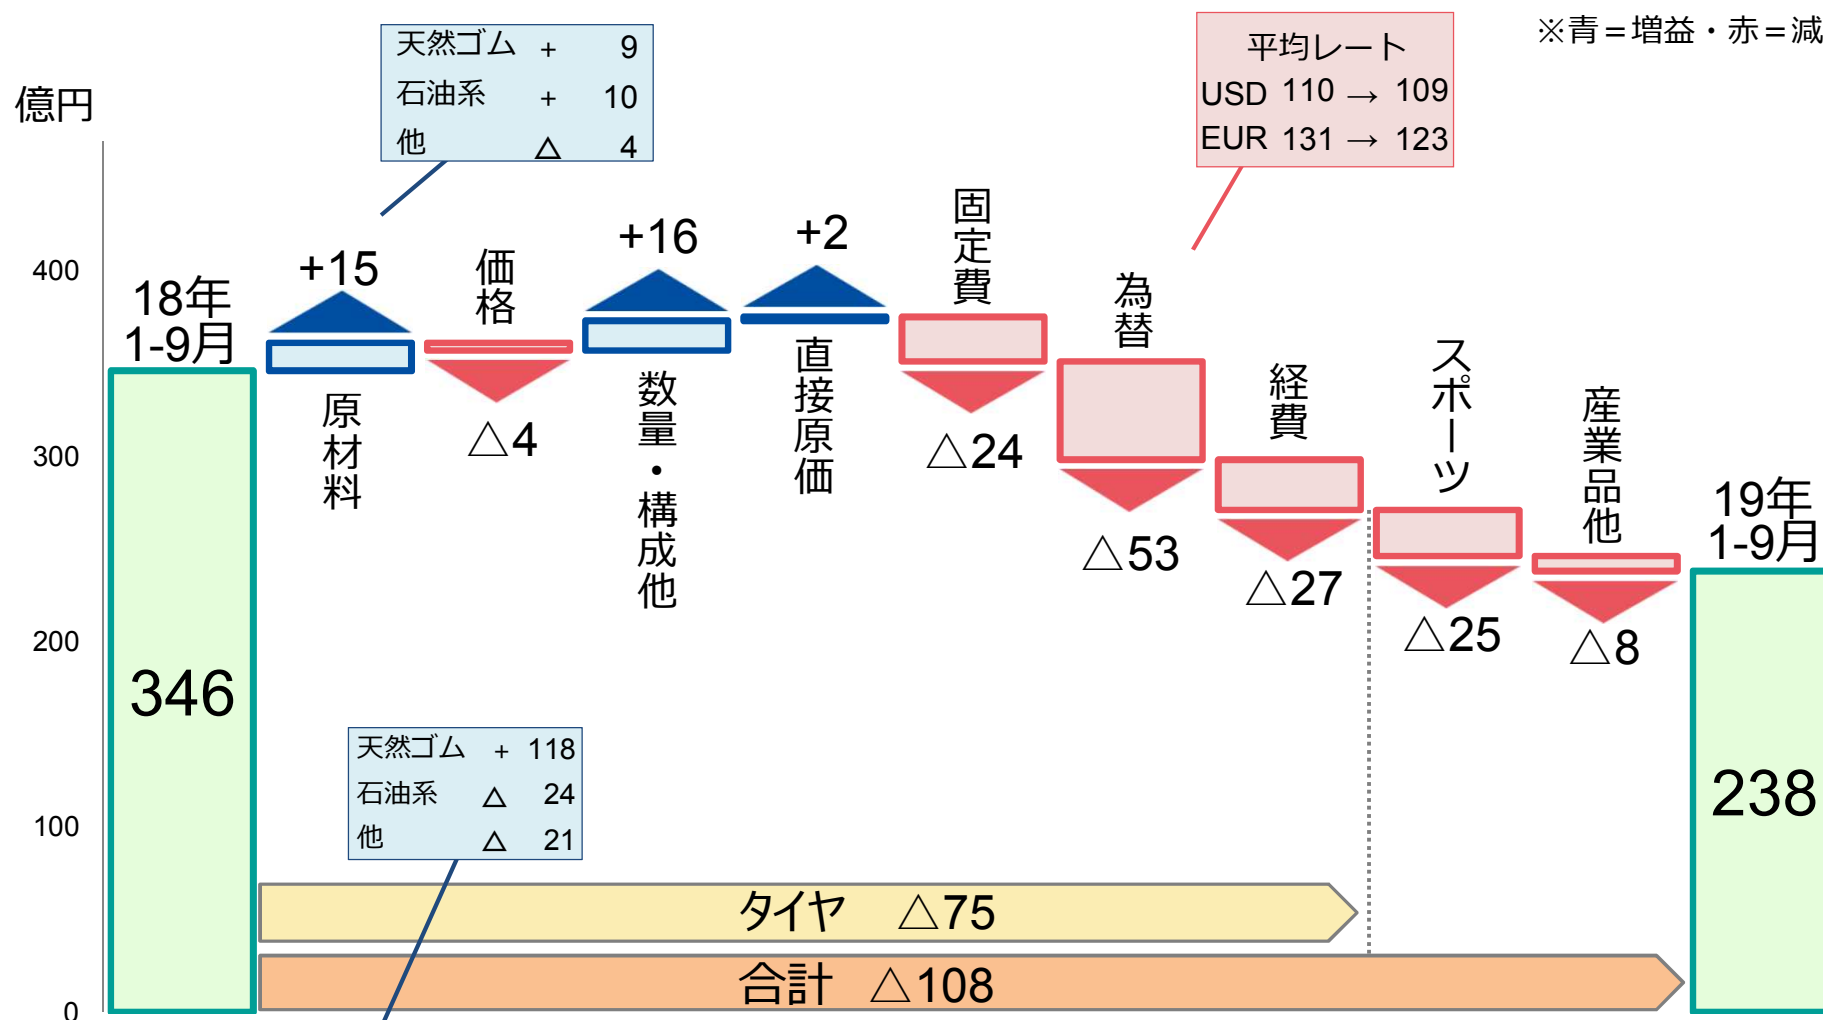 ※青=増益・赤=減
億円
天然ゴム + 9
石油系 + 10
他 △ 4
平均レート
USD 110 → 109
EUR 131 → 123
400
300
200
100
0
18年
1-9月
346
+15
原材料
価格
△4
+16
数量・構成他
+2
直接原価
固定費
△24
為替
△53
経費
△27
スポーツ
△25
産業品他
△8
19年
1-9月
238
天然ゴム + 118
石油系 △ 24
他 △ 21
タイヤ △75
合計 △108